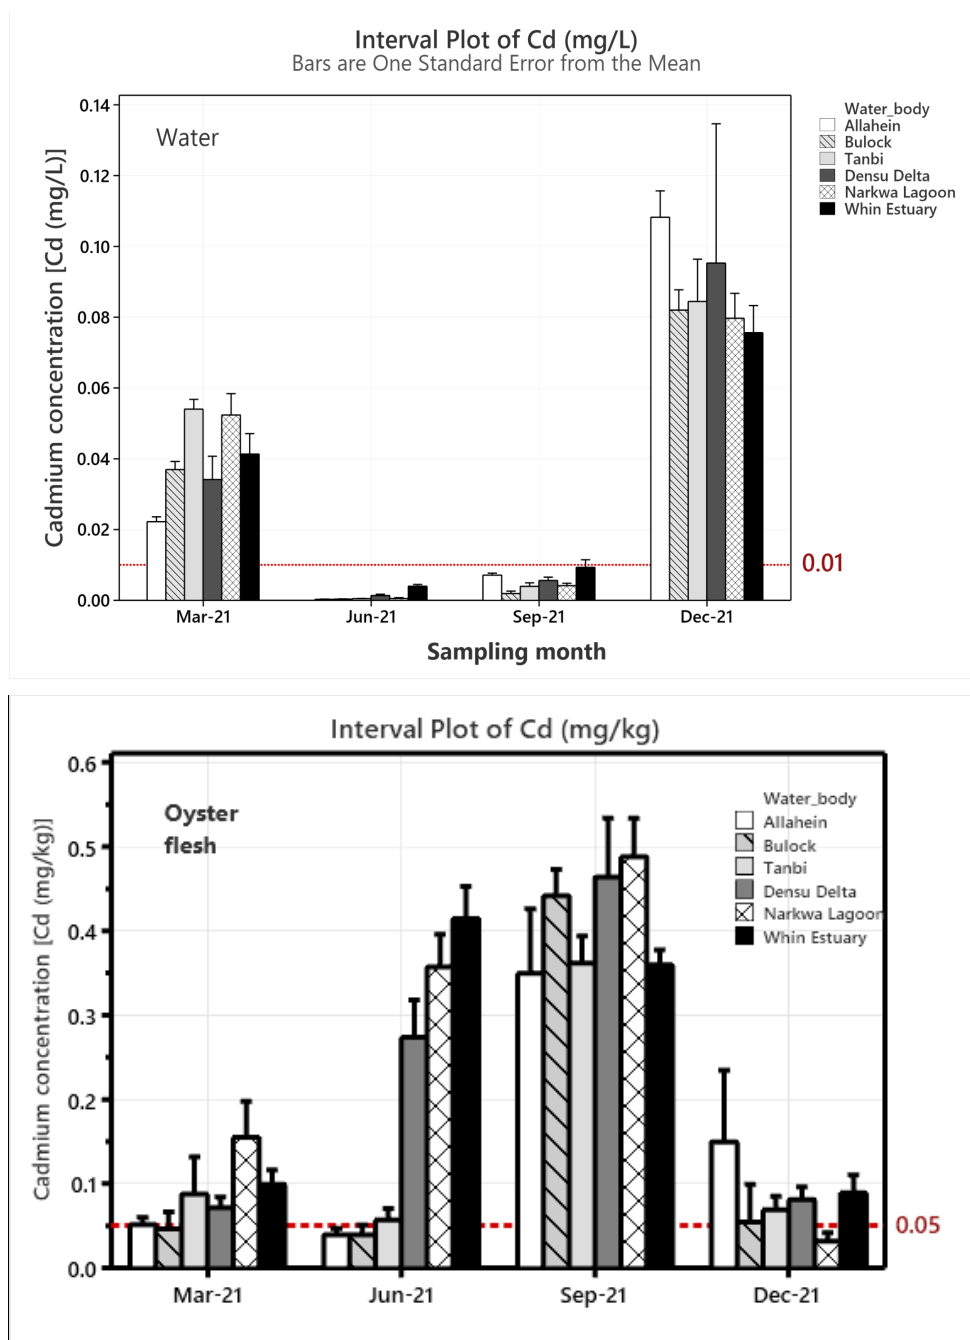 Interval Plot of Cd (mg/L)
Bars are One Standard Error from the Mean
Cadmium concentration [Cd (mg/L)]
0.14
0.12
0.10
0.08
0.06
0.04
0.02
0.00
Water
Water_body
Allahein
Bulock
Tanbi
Densu Delta
Narkwa Lagoon
Whin Estuary
0.01
Mar-21
Jun-21
Sep-21
Dec-21
Sampling month
Interval Plot of Cd (mg/kg)
Cadmium concentration [Cd (mg/kg)]
0.6
0.5
0.4
0.3
0.2
0.1
0.0
Oyster
flesh
Water_body
Allahein
Bulock
Tanbi
Densu Delta
Narkwa Lagoon
Whin Estuary
0.05
Mar-21
Jun-21
Sep-21
Dec-21